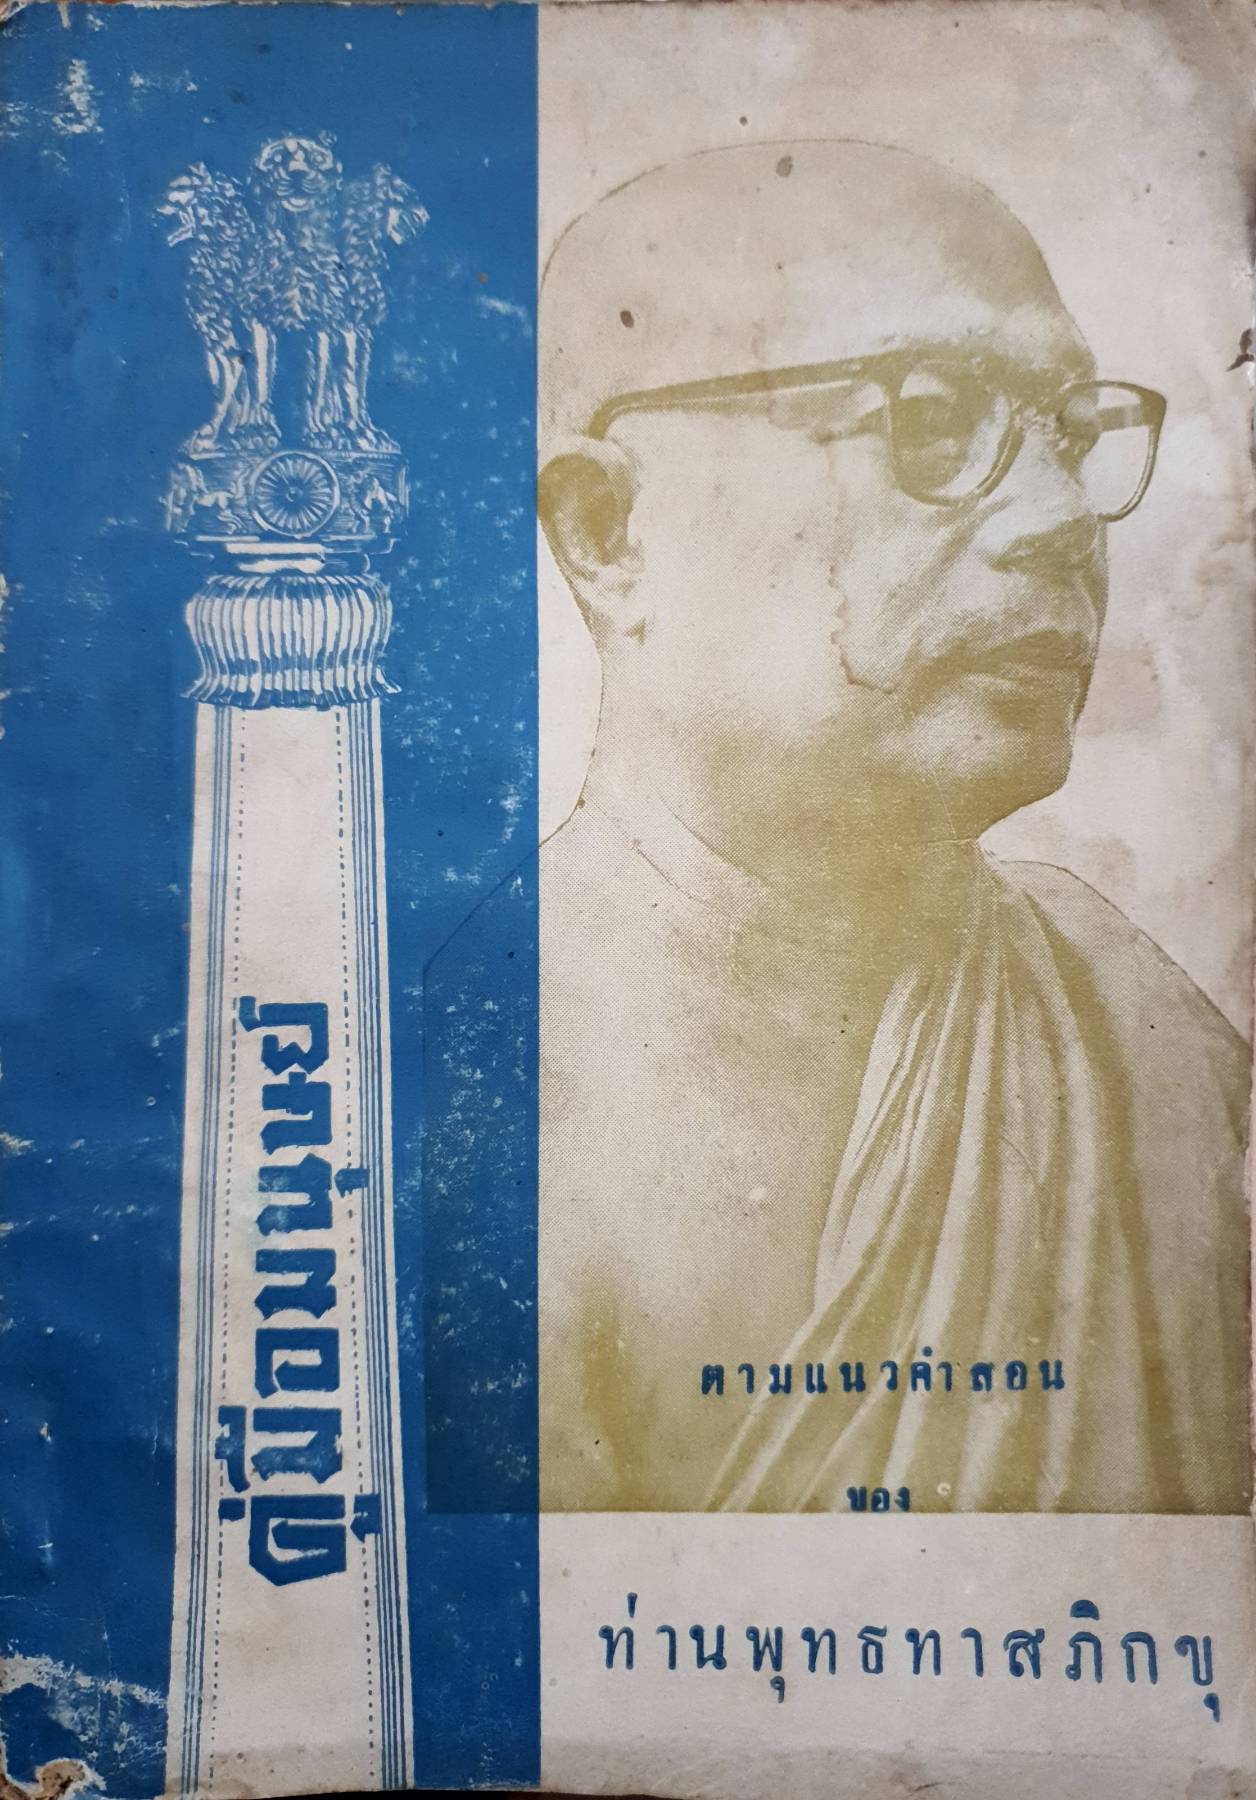 คู่มือมนุษย์
ตามแนวคำสอน
ของ
ท่านพุทธทาสภิกขุ